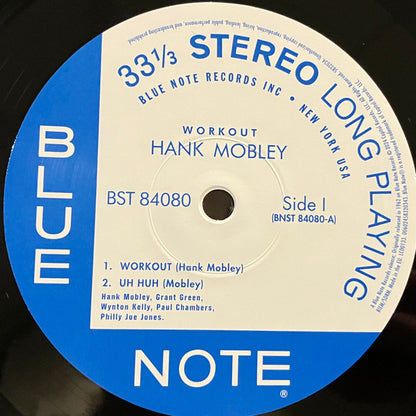 33⅓ STEREO LONG PLAYING
BLUE NOTE RECORDS INC • NEW YORK USA
WORKOUT
HANK MOBLEY
BST 84080
Side I
(BNST 84080-A)
1. WORKOUT (Hank Mobley)
2. UH HUH (Mobley)
Hank Mobley, Grant Green,
Wynton Kelly, Paul Chambers,
Philly Joe Jones.
BLUE
NOTE
®